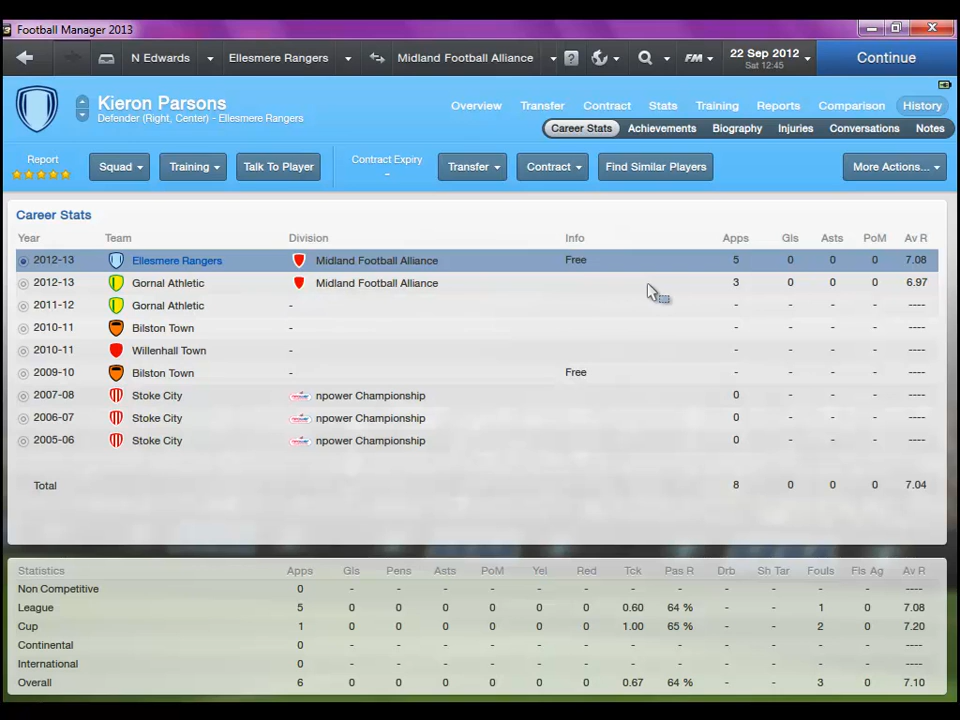 Football Manager 2013
N Edwards Ellesmere Rangers Midland Football Alliance ? FM 22 Sep 2012 Sat 12:45 Continue
Kieron Parsons
Defender (Right, Center) - Ellesmere Rangers
Overview Transfer Contract Stats Training Reports Comparison History
Career Stats Achievements Biography Injuries Conversations Notes
Report Squad Training Talk To Player Contract Expiry - Transfer Contract Find Similar Players More Actions...
Career Stats
Year Team Division Info Apps Gls Asts PoM Av R
2012-13 Ellesmere Rangers Midland Football Alliance Free 5 0 0 0 7.08
2012-13 Gornal Athletic Midland Football Alliance 3 0 0 0 6.97
2011-12 Gornal Athletic - - - - - ----
2010-11 Bilston Town - - - - - ----
2010-11 Willenhall Town - - - - - ----
2009-10 Bilston Town - Free - - - - ----
2007-08 Stoke City npower Championship 0 - - - ----
2006-07 Stoke City npower Championship 0 - - - ----
2005-06 Stoke City npower Championship 0 - - - ----
Total 8 0 0 0 7.04
Statistics Apps Gls Pens Asts PoM Yel Red Tck Pas R Drb Sh Tar Fouls Fls Ag Av R
Non Competitive 0 - - - - - - - - - - - - ----
League 5 0 0 0 0 0 0 0.60 64 % - - 1 0 7.08
Cup 1 0 0 0 0 0 0 1.00 65 % - - 2 0 7.20
Continental 0 - - - - - - - - - - - - ----
International 0 - - - - - - - - - - - - ----
Overall 6 0 0 0 0 0 0 0.67 64 % - - 3 0 7.10